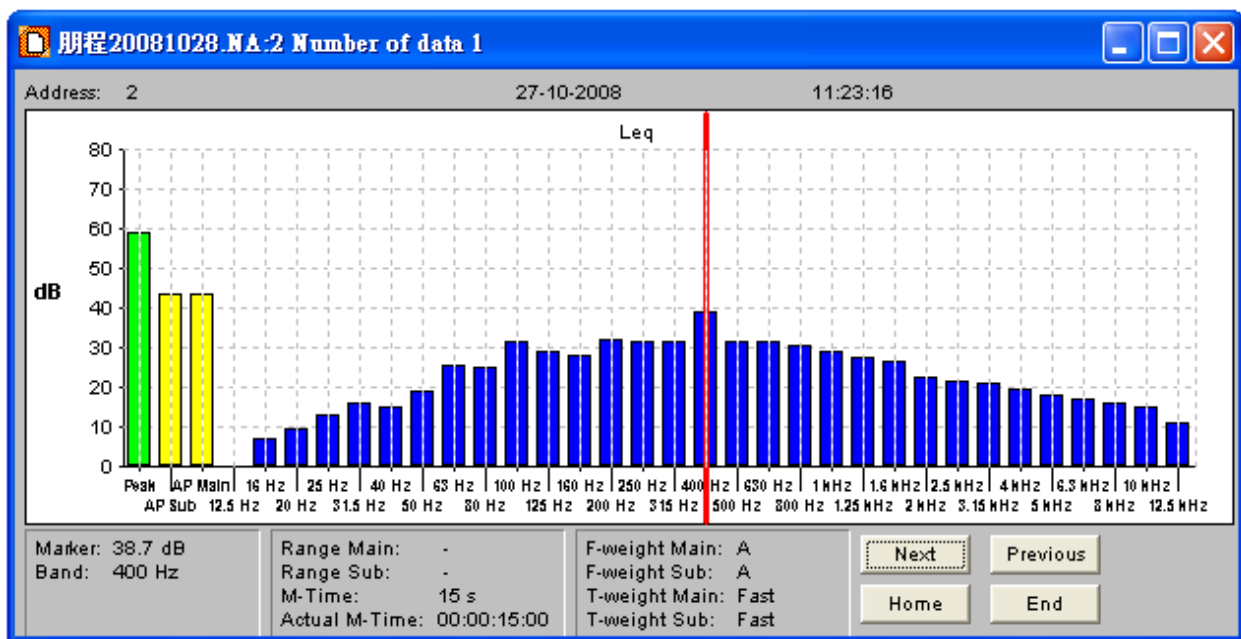 朋程20081028.NA:2 Number of data 1
Address: 2 27-10-2008 11:23:16
Leq
80
70
60
50
dB
40
30
20
10
0
Peak AP Main 16 Hz 25 Hz 40 Hz 63 Hz 100 Hz 160 Hz 250 Hz 400 Hz 630 Hz 1 kHz 1.6 kHz 2.5 kHz 4 kHz 6.3 kHz 10 kHz
AP Sub 12.5 Hz 20 Hz 31.5 Hz 50 Hz 80 Hz 125 Hz 200 Hz 315 Hz 500 Hz 800 Hz 1.25 kHz 2 kHz 3.15 kHz 5 kHz 8 kHz 12.5 kHz
Marker: 38.7 dB
Band: 400 Hz
Range Main: -
Range Sub: -
M-Time: 15 s
Actual M-Time: 00:00:15:00
F-weight Main: A
F-weight Sub: A
T-weight Main: Fast
T-weight Sub: Fast
Next Previous
Home End